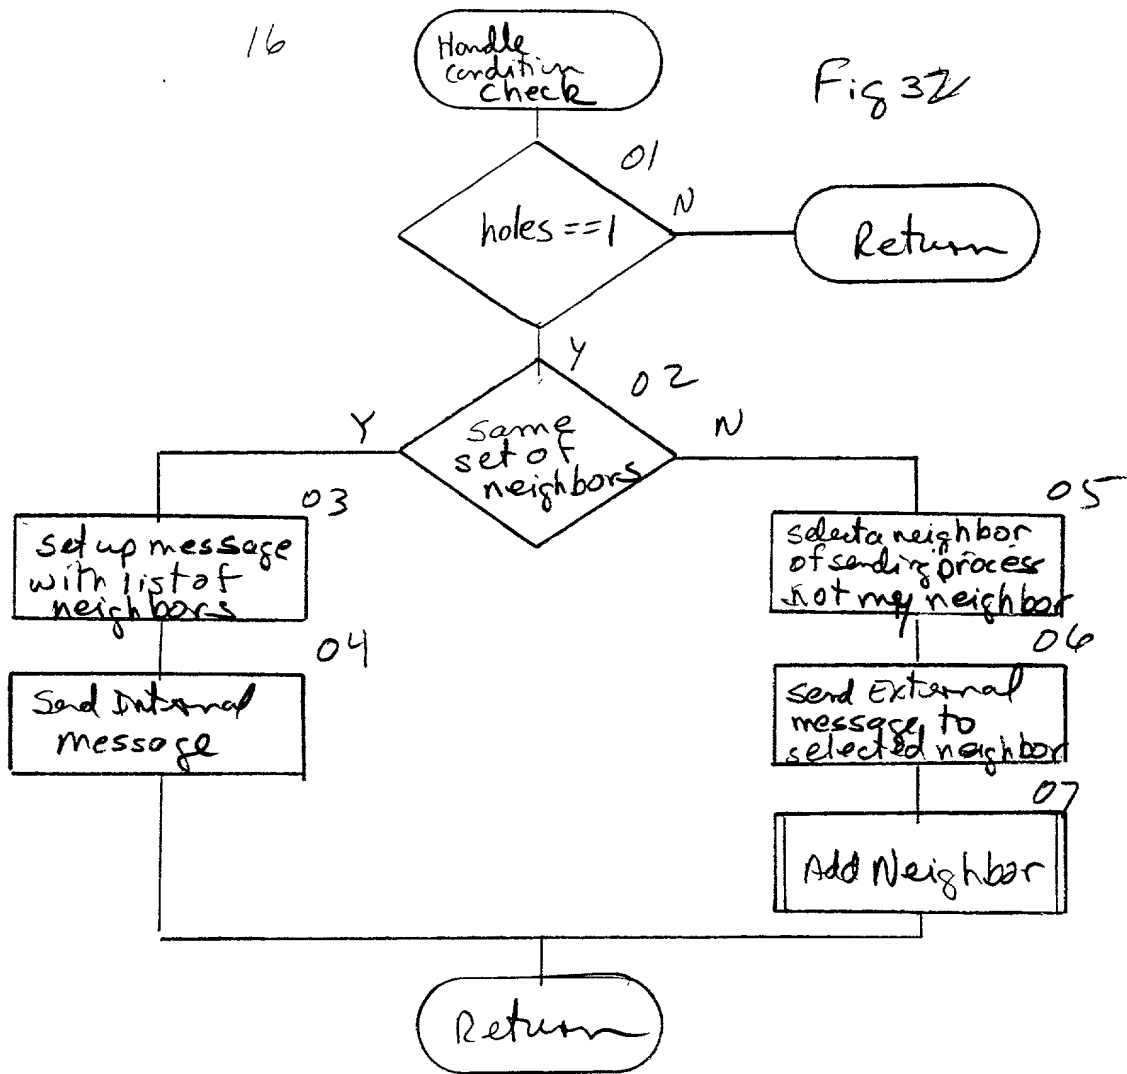 16
Handle
condition
check
Fig 32
01
holes==1
N
Return
Y
02
same
set of
neighbors
Y
N
03
set up message
with list of
neighbors
05
select a neighbor
of sending process
not my neighbor
04
Send Internal
message
06
send External
message to
selected neighbor
07
Add Neighbor
Return